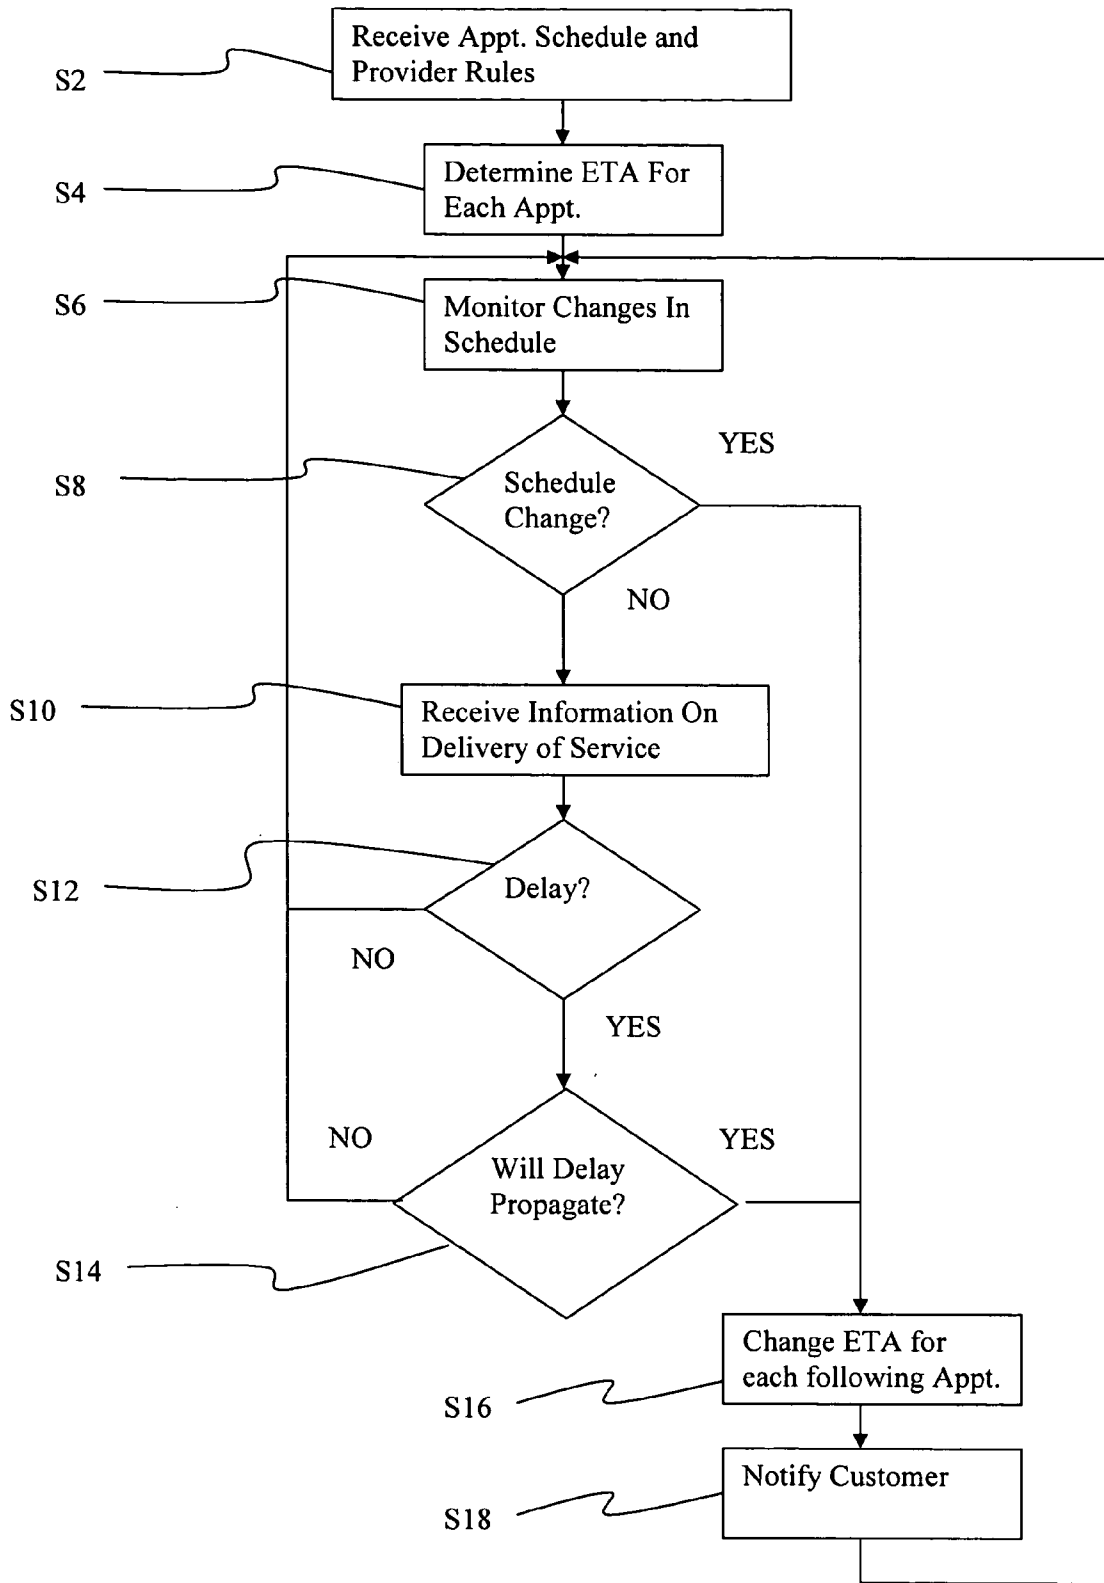 Receive Appt. Schedule and
Provider Rules
S2
Determine ETA For
Each Appt.
S4
Monitor Changes In
Schedule
S6
YES
Schedule
Change?
S8
NO
Receive Information On
Delivery of Service
S10
Delay?
S12
NO
YES
NO
YES
Will Delay
Propagate?
S14
Change ETA for
each following Appt.
S16
Notify Customer
S18